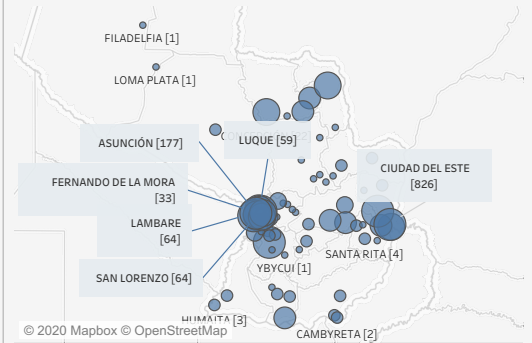 FILADELFIA [1]
LOMA PLATA [1]
ASUNCIÓN [177]
LUQUE [59]
CIUDAD DEL ESTE
[826]
FERNANDO DE LA MORA
[33]
LAMBARE
[64]
SAN LORENZO [64]
SANTA RITA [4]
YBYCUI [1]
HUMAITA [3]
CAMBYRETA [2]
© 2020 Mapbox © OpenStreetMap